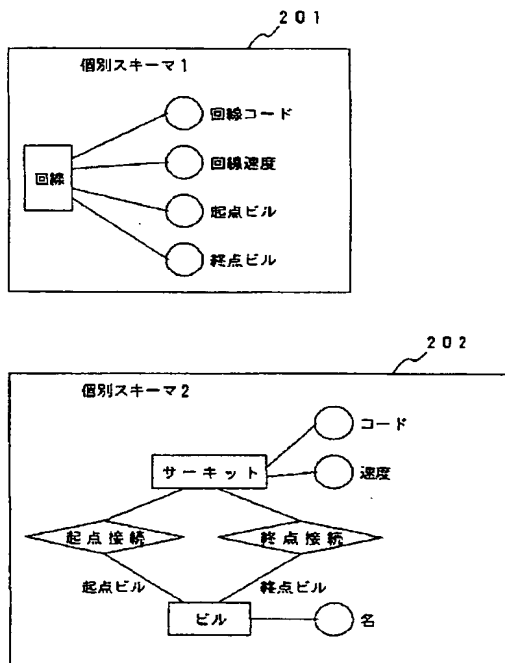 201
個別スキーマ1
回線コード
回線速度
回線
起点ビル
終点ビル
202
個別スキーマ2
コード
サーキット
速度
起点接続
終点接続
起点ビル
終点ビル
ビル
名